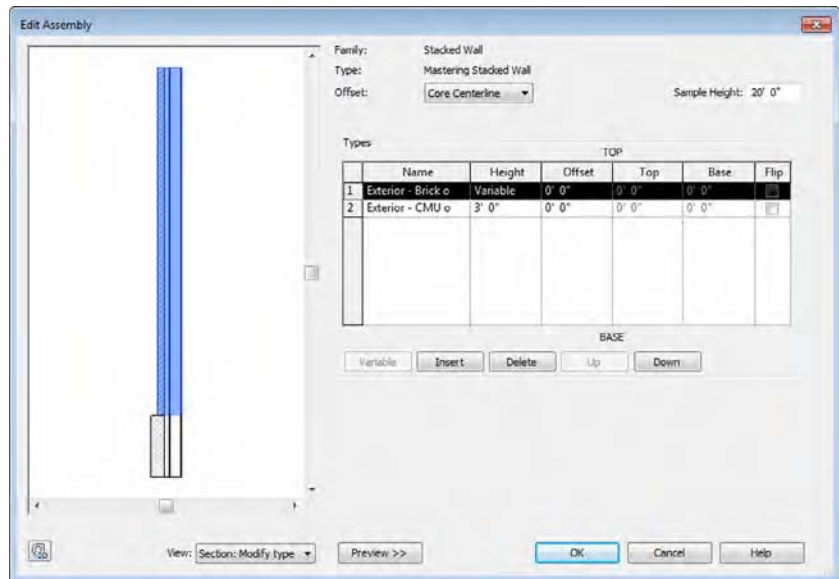 Edit Assembly
Family: Stacked Wall
Type: Mastering Stacked Wall
Offset: Core Centerline Sample Height: 20' 0"
Types
TOP
Name Height Offset Top Base Flip
1 Exterior - Brick o Variable 0' 0" 0' 0" 0' 0"
2 Exterior - CMU o 3' 0" 0' 0" 0' 0" 0' 0"
BASE
Variable Insert Delete Up Down
View: Section: Modify type Preview >> OK Cancel Help